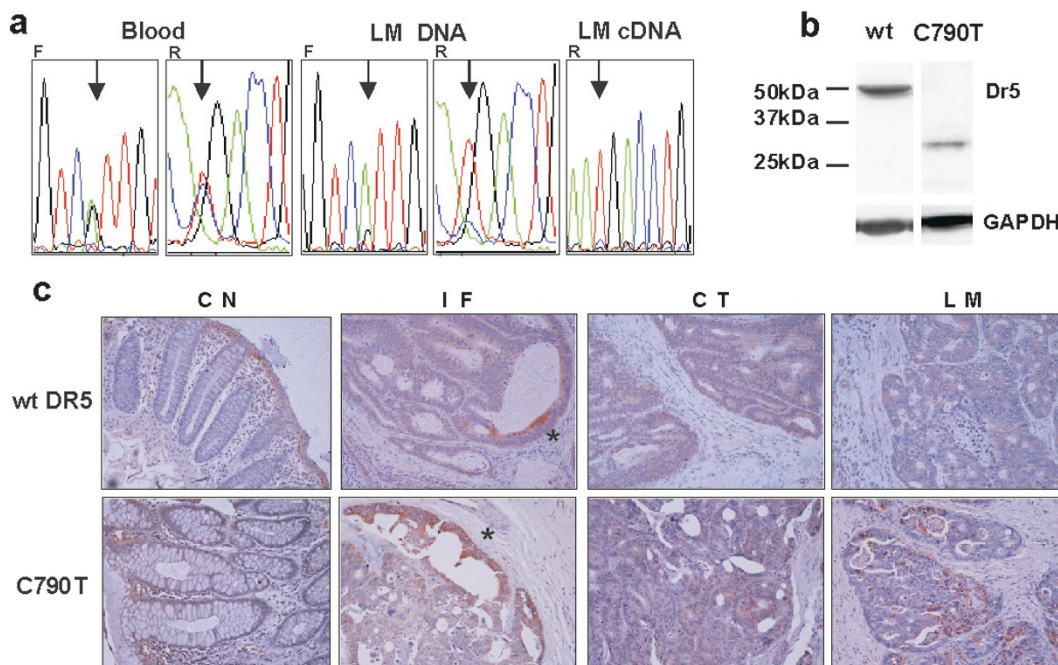 a
Blood
LM DNA
LM cDNA
F
R
F
R
R
b
wt
C790T
50kDa
37kDa
25kDa
Dr5
GAPDH
c
C N
I F
C T
L M
wt DR5
*
C790T
*